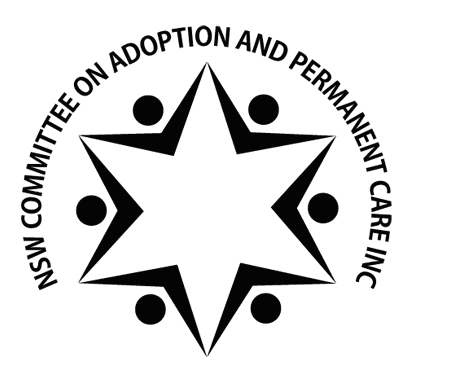 NSW COMMITTEE ON ADOPTION AND PERMANENT CARE INC